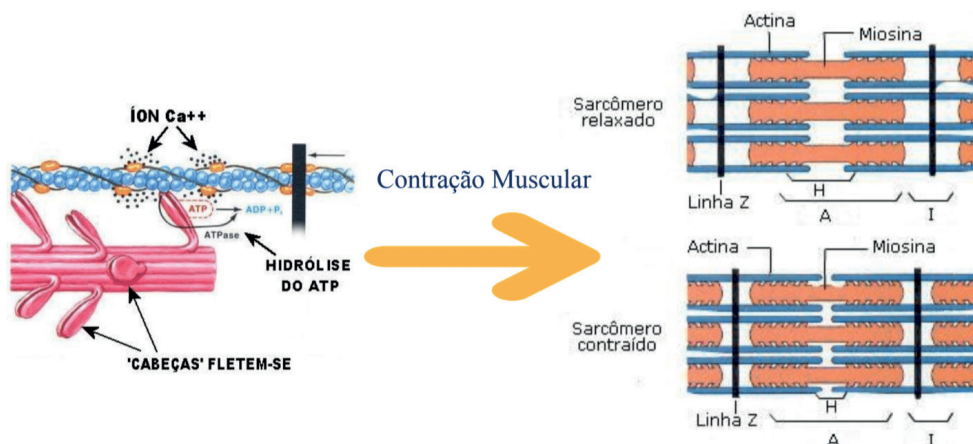 ÍON Ca++
ATP
ADP+Pi
ATPase
HIDRÓLISE
DO ATP
'CABEÇAS' FLETEM-SE
Contração Muscular
Actina
Miosina
Sarcômero
relaxado
Linha Z
H
A
I
Actina
Miosina
Sarcômero
contraído
Linha Z
H
A
I